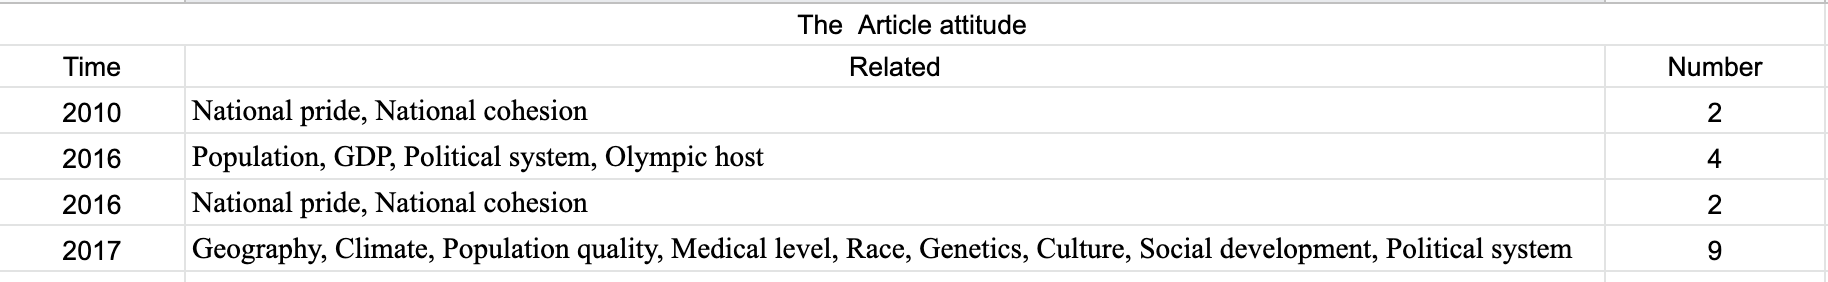 The  Article attitude
Time Related Number
2010 National pride, National cohesion 2
2016 Population, GDP, Political system, Olympic host 4
2016 National pride, National cohesion 2
2017 Geography, Climate, Population quality, Medical level, Race, Genetics, Culture, Social development, Political system 9